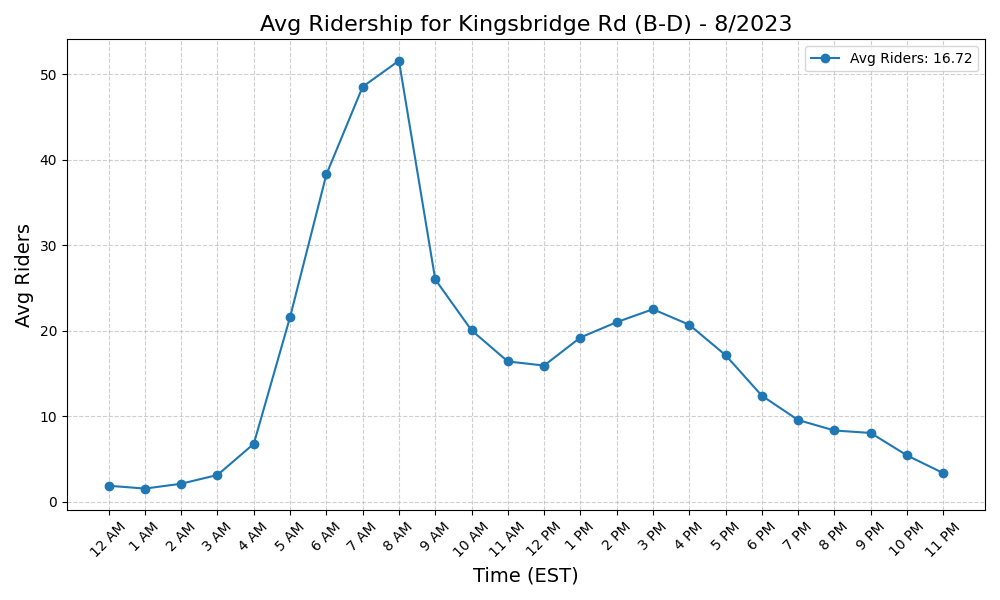 Avg Ridership for Kingsbridge Rd (B-D) - 8/2023
Avg Riders: 16.72
Avg Riders
50
40
30
20
10
0
12 AM
1 AM
2 AM
3 AM
4 AM
5 AM
6 AM
7 AM
8 AM
9 AM
10 AM
11 AM
12 PM
1 PM
2 PM
3 PM
4 PM
5 PM
6 PM
7 PM
8 PM
9 PM
10 PM
11 PM
Time (EST)